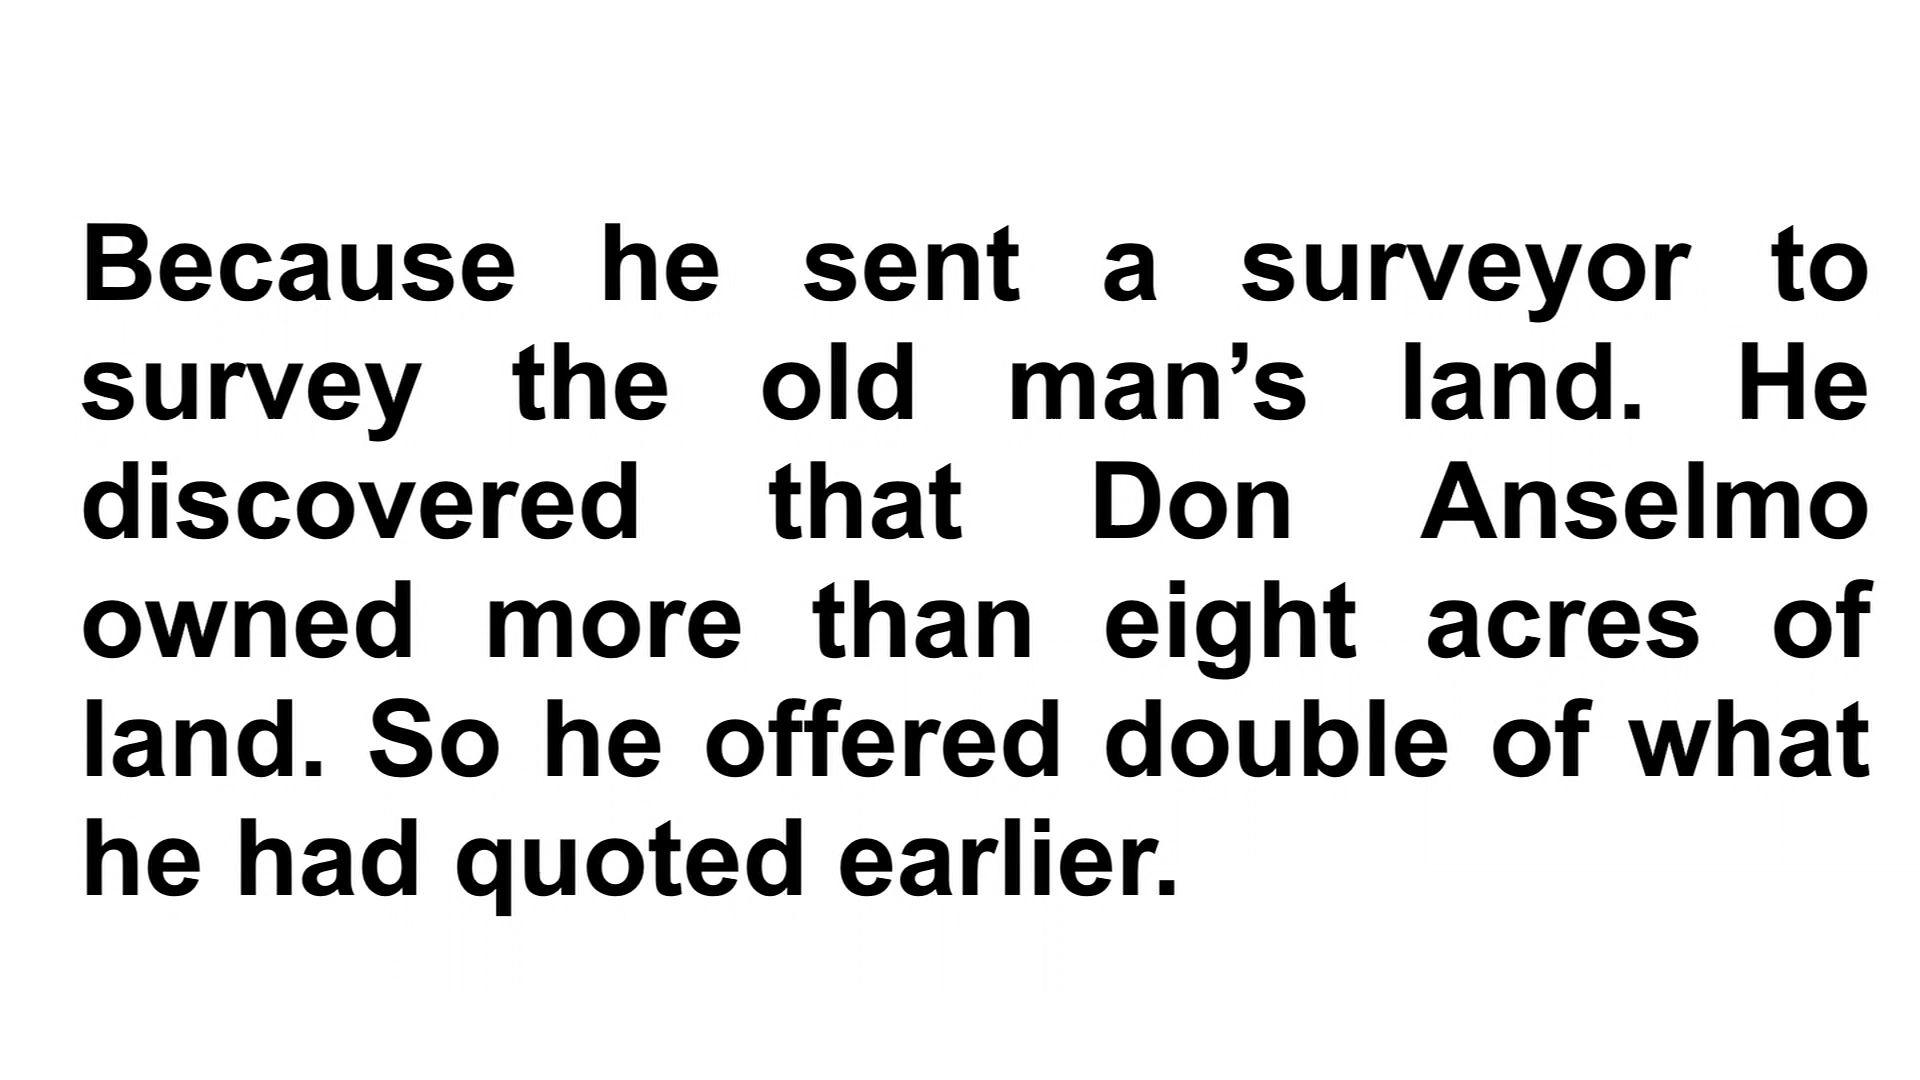 Because he sent a surveyor to
survey the old man’s land. He
discovered that Don Anselmo
owned more than eight acres of
land. So he offered double of what
he had quoted earlier.